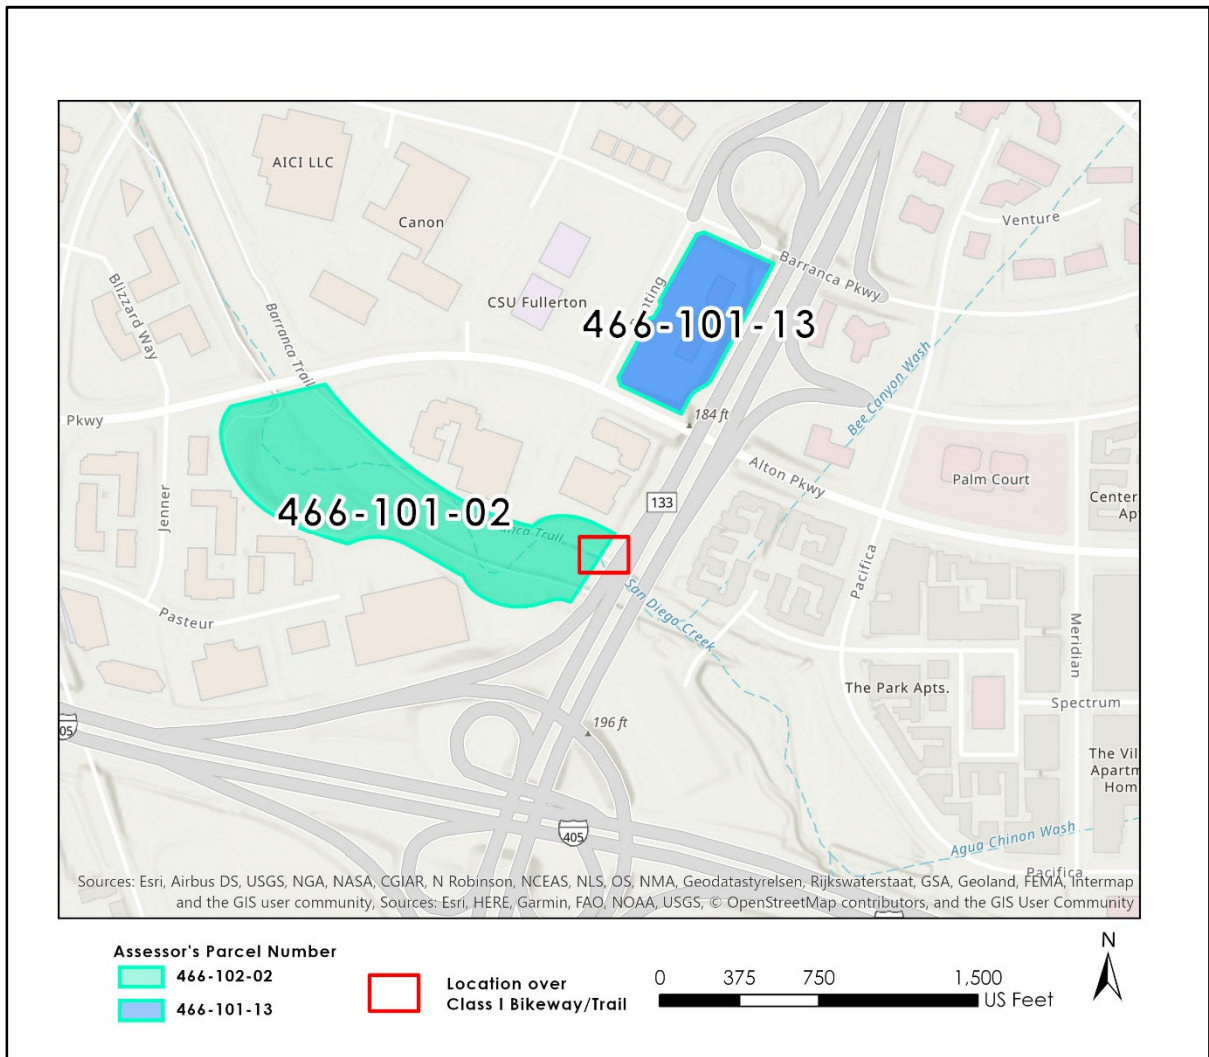 AICI LLC
Canon
Venture
Barranca Pkwy
Blizzard Way
Barranca Trail
CSU Fullerton
466-101-13
Bee Canyon Wash
184 ft
Pkwy
Alton Pkwy
Palm Court
Center
Ap
133
Jenner
466-101-02
Trail
Pacifica
San Diego Creek
Pasteur
Meridian
The Park Apts.
Spectrum
196 ft
05
The Vil
Apartm
Hom
405
Agua Chinon Wash
Pacifica
Sources: Esri, Airbus DS, USGS, NGA, NASA, CGIAR, N Robinson, NCEAS, NLS, OS, NMA, Geodatastyrelsen, Rijkswaterstaat, GSA, Geoland, FEMA, Intermap
and the GIS user community, Sources: Esri, HERE, Garmin, FAO, NOAA, USGS, © OpenStreetMap contributors, and the GIS User Community
Assessor's Parcel Number
466-102-02
466-101-13
Location over
Class I Bikeway/Trail
0 375 750 1,500
US Feet
N